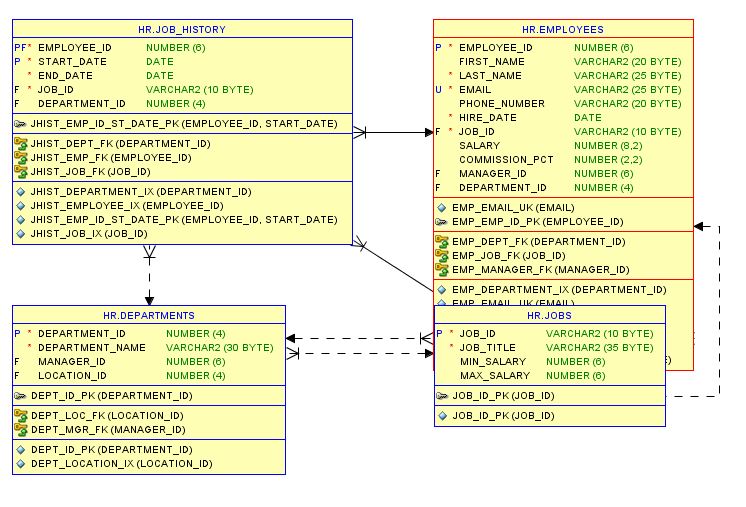 HR.JOB_HISTORY
PF* EMPLOYEE_ID NUMBER (6)
P * START_DATE DATE
* END_DATE DATE
F * JOB_ID VARCHAR2 (10 BYTE)
F DEPARTMENT_ID NUMBER (4)
JHIST_EMP_ID_ST_DATE_PK (EMPLOYEE_ID, START_DATE)
JHIST_DEPT_FK (DEPARTMENT_ID)
JHIST_EMP_FK (EMPLOYEE_ID)
JHIST_JOB_FK (JOB_ID)
JHIST_DEPARTMENT_IX (DEPARTMENT_ID)
JHIST_EMPLOYEE_IX (EMPLOYEE_ID)
JHIST_EMP_ID_ST_DATE_PK (EMPLOYEE_ID, START_DATE)
JHIST_JOB_IX (JOB_ID)
HR.EMPLOYEES
P * EMPLOYEE_ID NUMBER (6)
FIRST_NAME VARCHAR2 (20 BYTE)
* LAST_NAME VARCHAR2 (25 BYTE)
U * EMAIL VARCHAR2 (25 BYTE)
PHONE_NUMBER VARCHAR2 (20 BYTE)
* HIRE_DATE DATE
F * JOB_ID VARCHAR2 (10 BYTE)
SALARY NUMBER (8,2)
COMMISSION_PCT NUMBER (2,2)
F MANAGER_ID NUMBER (6)
F DEPARTMENT_ID NUMBER (4)
EMP_EMAIL_UK (EMAIL)
EMP_EMP_ID_PK (EMPLOYEE_ID)
EMP_DEPT_FK (DEPARTMENT_ID)
EMP_JOB_FK (JOB_ID)
EMP_MANAGER_FK (MANAGER_ID)
EMP_DEPARTMENT_IX (DEPARTMENT_ID)
EMP_EMAIL_UK (EMAIL)
HR.DEPARTMENTS
P * DEPARTMENT_ID NUMBER (4)
* DEPARTMENT_NAME VARCHAR2 (30 BYTE)
F MANAGER_ID NUMBER (6)
F LOCATION_ID NUMBER (4)
DEPT_ID_PK (DEPARTMENT_ID)
DEPT_LOC_FK (LOCATION_ID)
DEPT_MGR_FK (MANAGER_ID)
DEPT_ID_PK (DEPARTMENT_ID)
DEPT_LOCATION_IX (LOCATION_ID)
HR.JOBS
P * JOB_ID VARCHAR2 (10 BYTE)
* JOB_TITLE VARCHAR2 (35 BYTE)
MIN_SALARY NUMBER (6)
MAX_SALARY NUMBER (6)
JOB_ID_PK (JOB_ID)
JOB_ID_PK (JOB_ID)